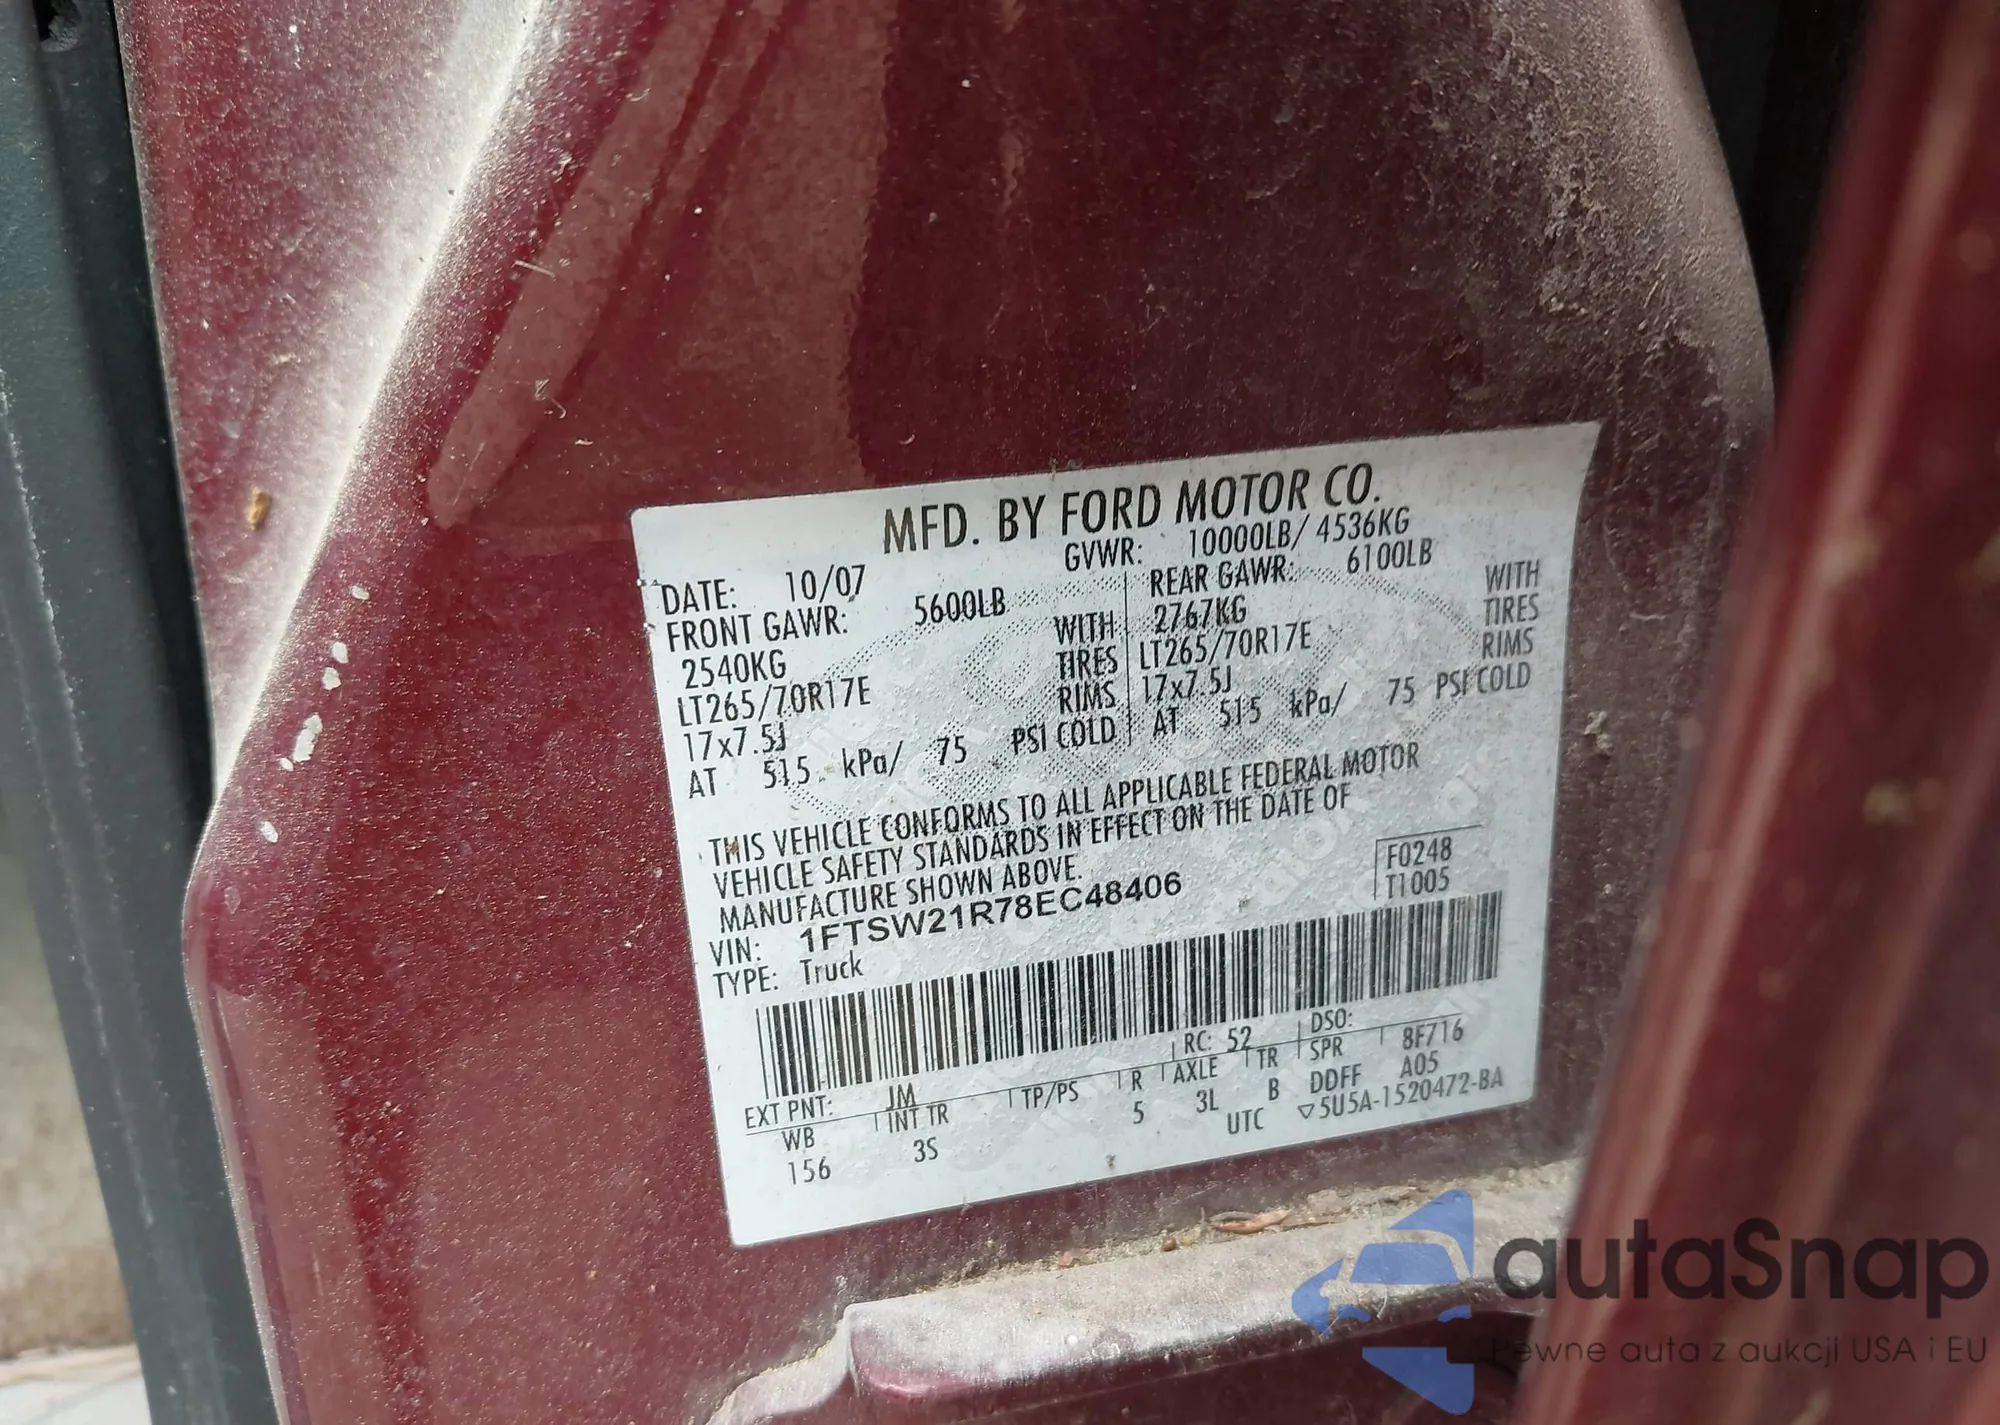 MFD. BY FORD MOTOR CO.
DATE: 10/07 GVWR: 10000LB/ 4536KG
FRONT GAWR: 5600LB REAR GAWR: 6100LB
2540KG WITH 2767KG WITH
LT265/70R17E TIRES LT265/70R17E TIRES
17x7.5J RIMS 17x7.5J RIMS
AT 515 kPa/ 75 PSI COLD AT 515 kPa/ 75 PSI COLD
THIS VEHICLE CONFORMS TO ALL APPLICABLE FEDERAL MOTOR
VEHICLE SAFETY STANDARDS IN EFFECT ON THE DATE OF
MANUFACTURE SHOWN ABOVE.
VIN: 1FTSW21R78EC48406 F0248
TYPE: Truck T1005
EXT PNT: JM RC: 52 DSO:
WB INT TR TP/PS R AXLE TR SPR 8F716
156 3S 5 3L B DDFF A05
UTC ▽5U5A-1520472-BA
autaSnap
Pewne auta z aukcji USA i EU